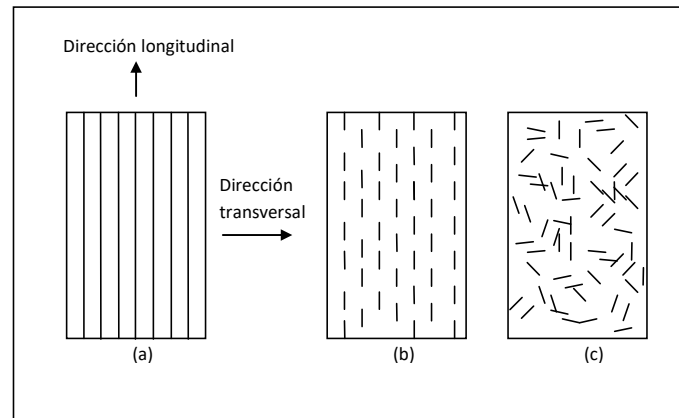 Dirección longitudinal
Dirección
transversal
(a)
(b)
(c)